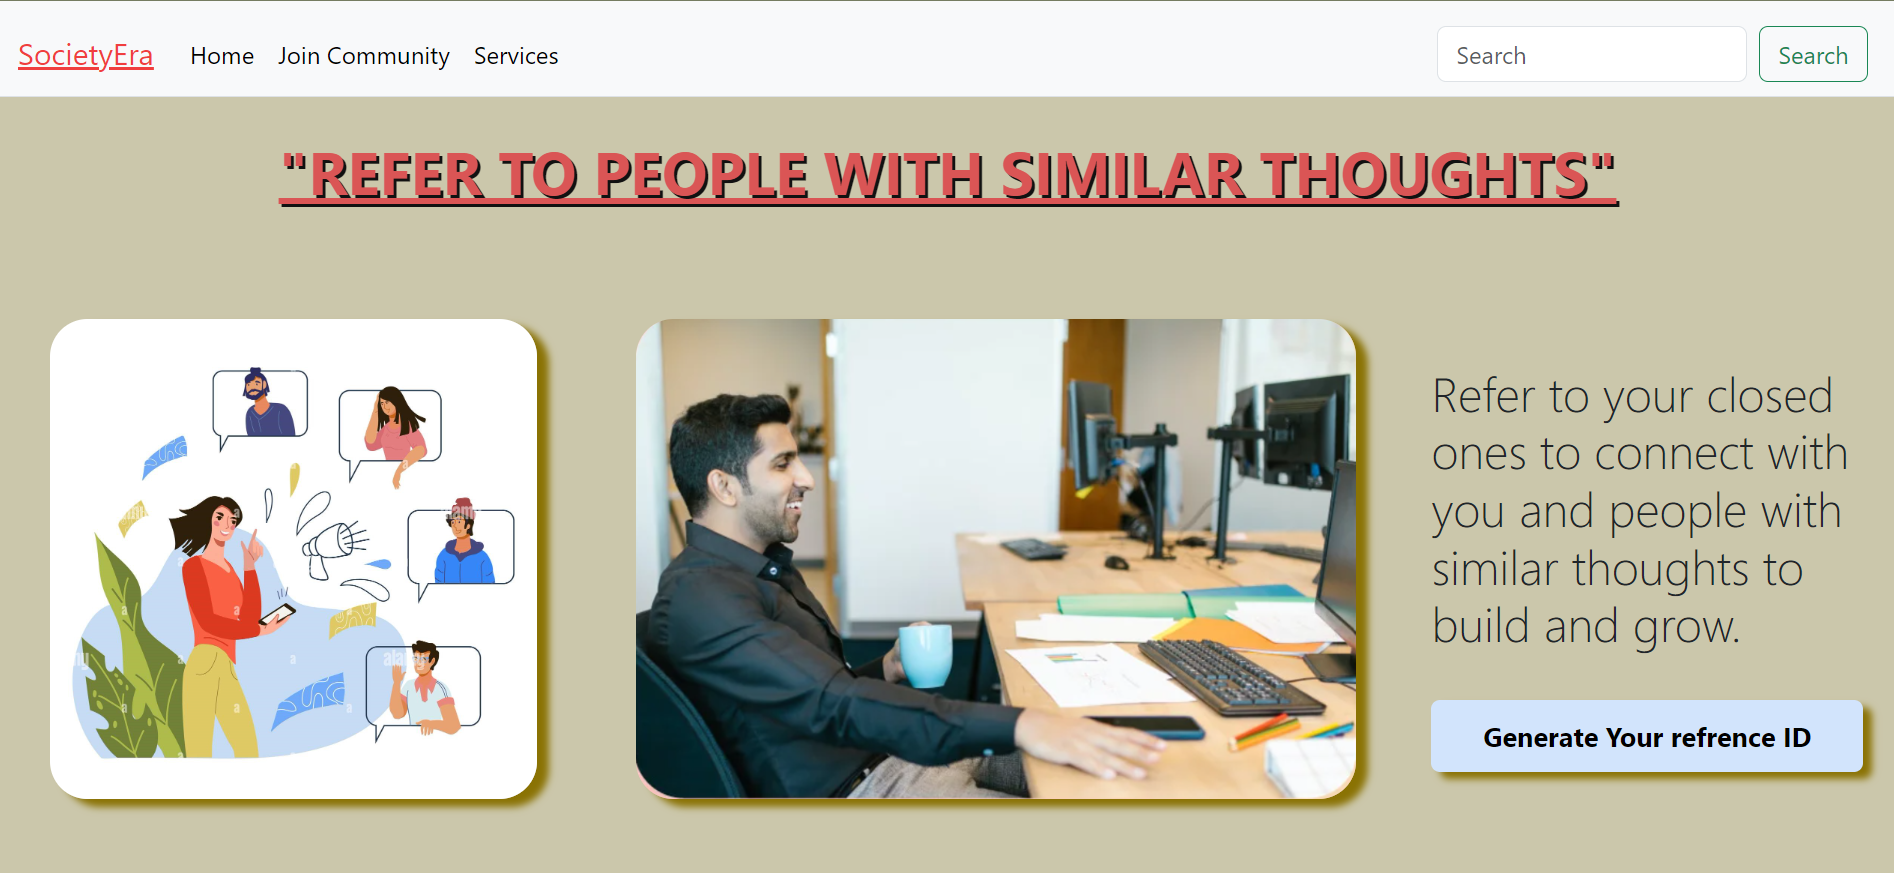 SocietyEra Home Join Community Services Search Search
"REFER TO PEOPLE WITH SIMILAR THOUGHTS"
Refer to your closed
ones to connect with
you and people with
similar thoughts to
build and grow.
Generate Your refrence ID
alamy
a
a
a
a
a
a
a
a